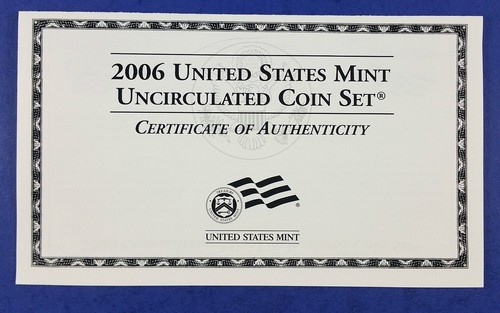 2006 UNITED STATES MINT
UNCIRCULATED COIN SET®
CERTIFICATE OF AUTHENTICITY
®
UNITED STATES MINT